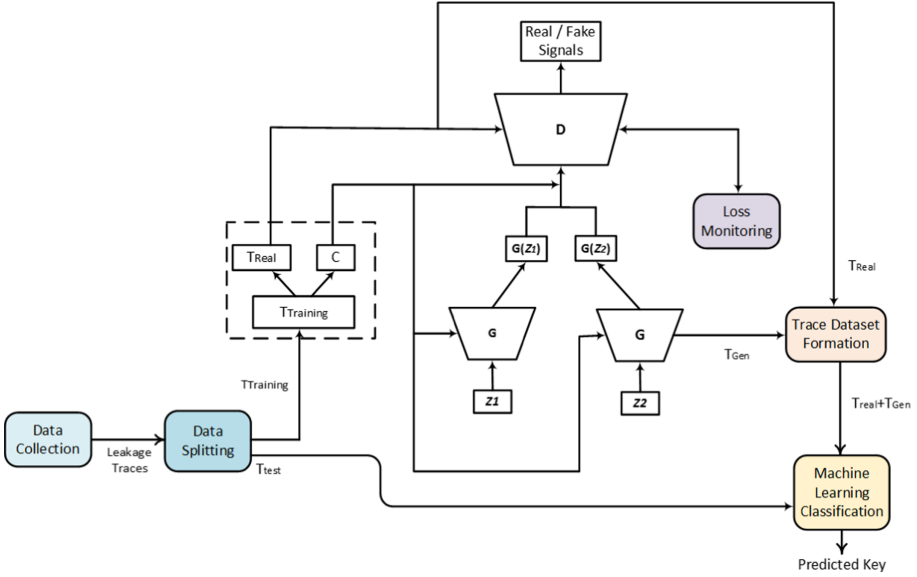 Real / Fake
Signals
D
Loss
Monitoring
TReal
C
TTraining
G(Z1)
G(Z2)
G
G
Z1
Z2
TReal
Trace Dataset
Formation
TGen
TTraining
Treal+TGen
Data
Collection
Leakage
Traces
Data
Splitting
Ttest
Machine
Learning
Classification
Predicted Key